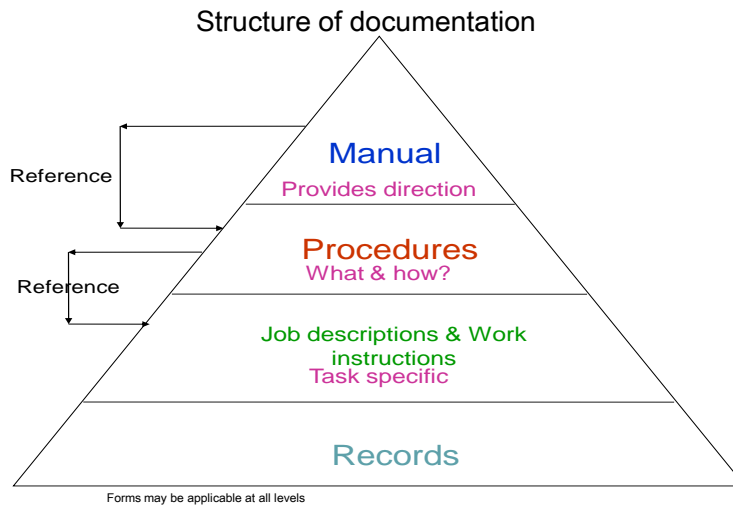 Structure of documentation
Manual
Reference
Provides direction
Procedures
What & how?
Reference
Job descriptions & Work
instructions
Task specific
Records
Forms may be applicable at all levels